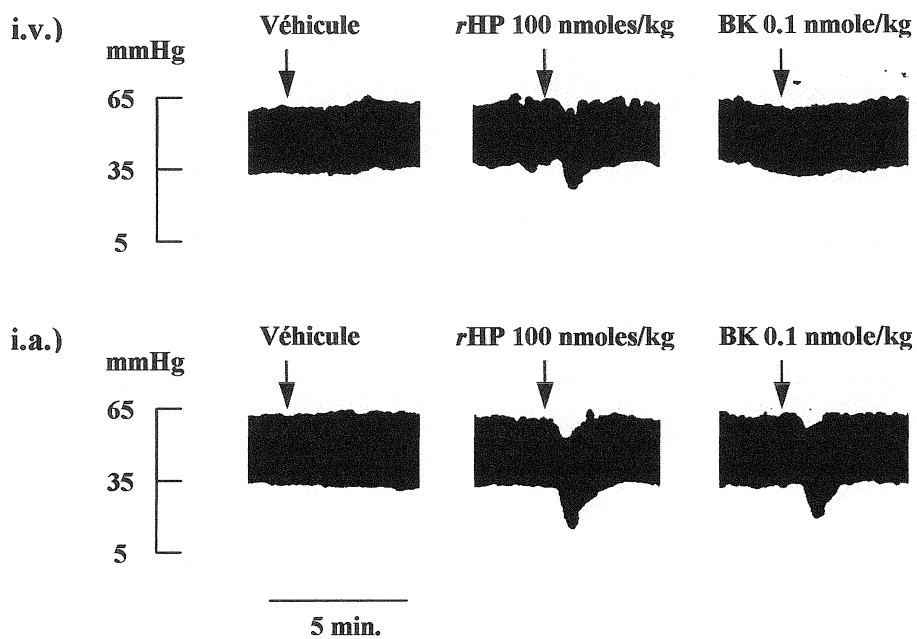 i.v.) Véhicule rHP 100 nmoles/kg BK 0.1 nmole/kg
mmHg
65
35
5
i.a.) Véhicule rHP 100 nmoles/kg BK 0.1 nmole/kg
mmHg
65
35
5
5 min.